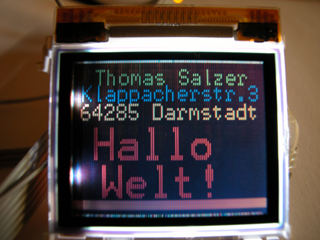 Thomas Salzer
Klappacherstr.3
64285 Darmstadt
Hallo
Welt!